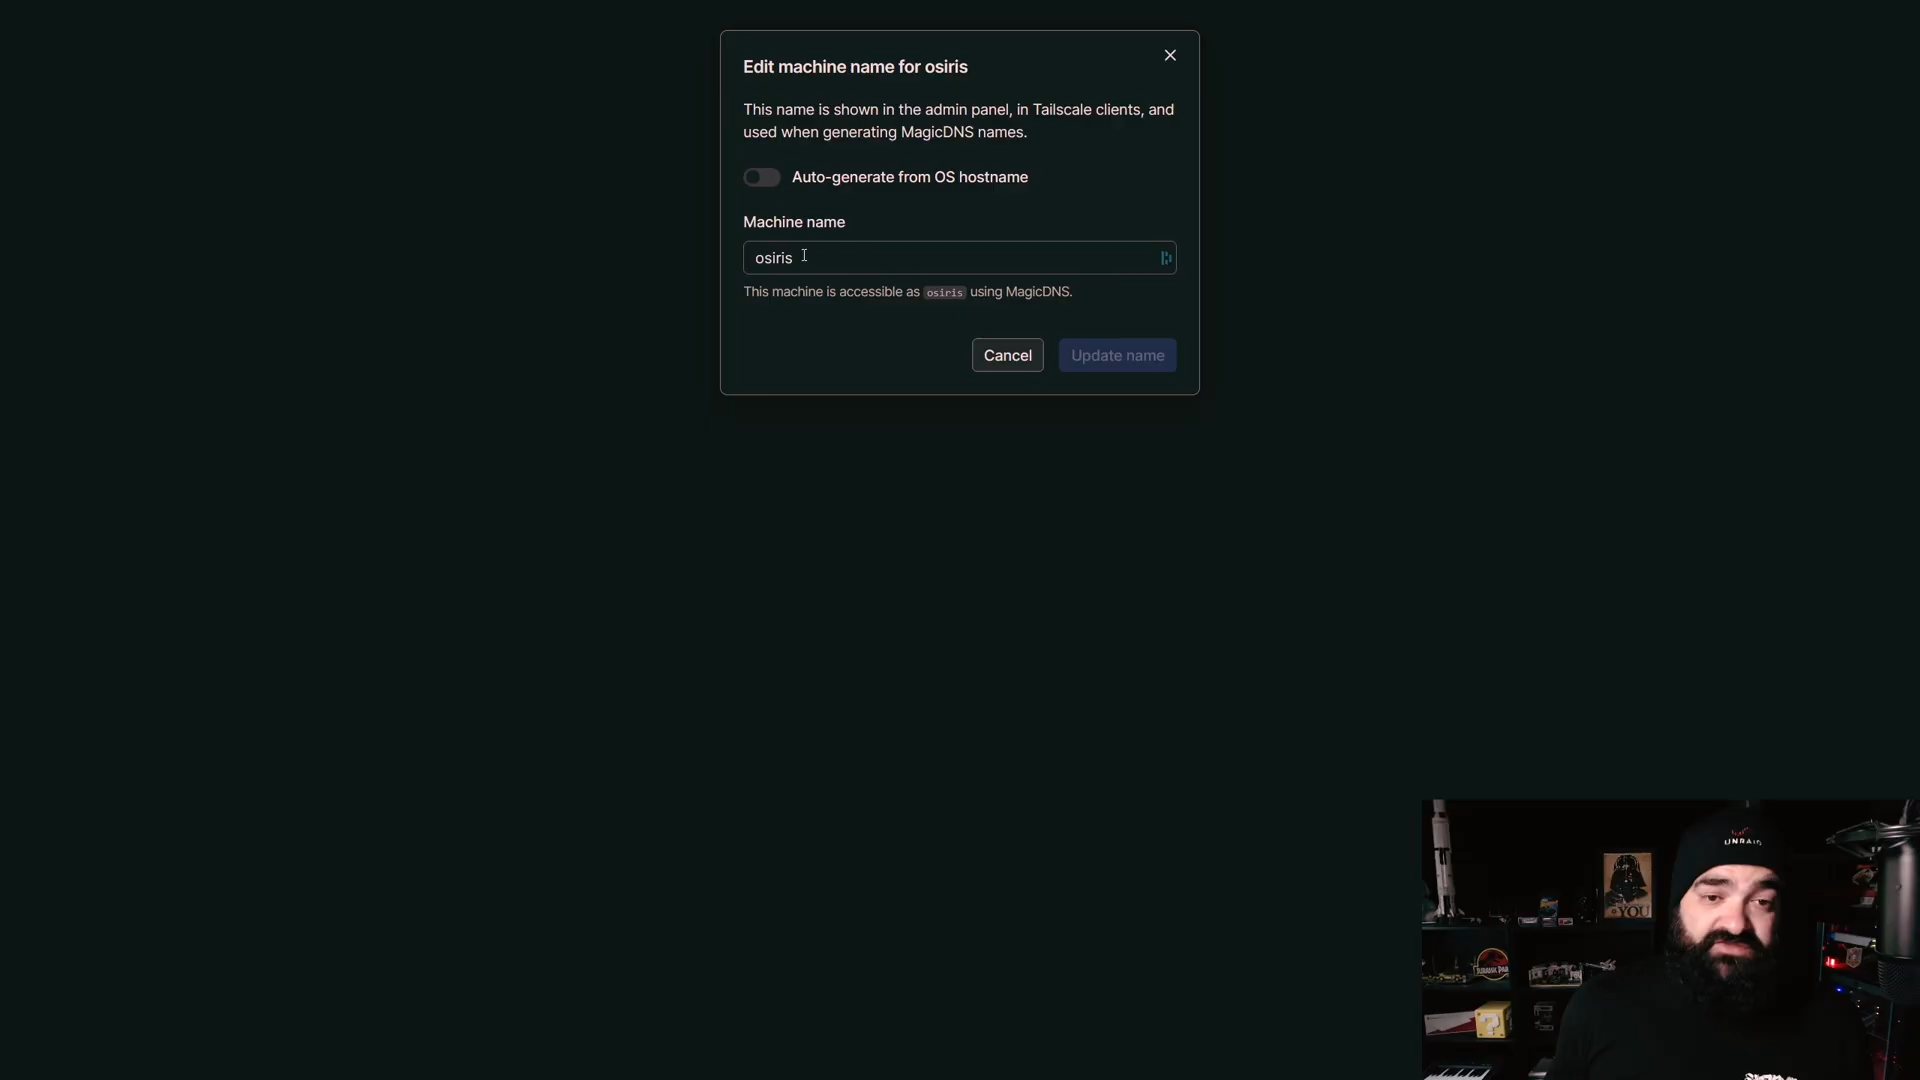 Edit machine name for osiris
This name is shown in the admin panel, in Tailscale clients, and
used when generating MagicDNS names.
Auto-generate from OS hostname
Machine name
osiris
This machine is accessible as osiris using MagicDNS.
Cancel
Update name
UNRAID
YOU
JURASSIC PARK
?